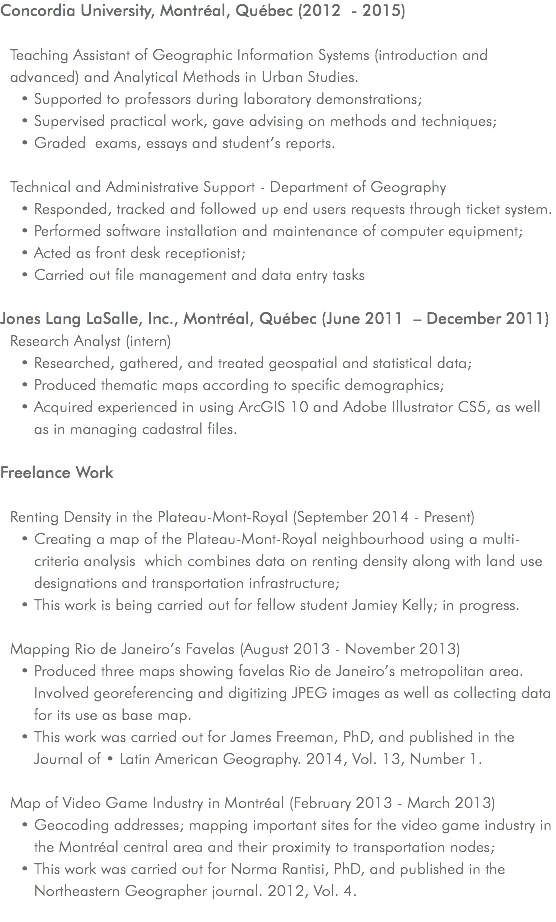 Concordia University, Montréal, Québec (2012 - 2015)
Teaching Assistant of Geographic Information Systems (introduction and
advanced) and Analytical Methods in Urban Studies.
• Supported to professors during laboratory demonstrations;
• Supervised practical work, gave advising on methods and techniques;
• Graded exams, essays and student's reports.
Technical and Administrative Support - Department of Geography
• Responded, tracked and followed up end users requests through ticket system.
• Performed software installation and maintenance of computer equipment;
• Acted as front desk receptionist;
• Carried out file management and data entry tasks
Jones Lang LaSalle, Inc., Montréal, Québec (June 2011 – December 2011)
Research Analyst (intern)
• Researched, gathered, and treated geospatial and statistical data;
• Produced thematic maps according to specific demographics;
• Acquired experienced in using ArcGIS 10 and Adobe Illustrator CS5, as well
as in managing cadastral files.
Freelance Work
Renting Density in the Plateau-Mont-Royal (September 2014 - Present)
• Creating a map of the Plateau-Mont-Royal neighbourhood using a multi-
criteria analysis which combines data on renting density along with land use
designations and transportation infrastructure;
• This work is being carried out for fellow student Jamiey Kelly; in progress.
Mapping Rio de Janeiro's Favelas (August 2013 - November 2013)
• Produced three maps showing favelas Rio de Janeiro's metropolitan area.
Involved georeferencing and digitizing JPEG images as well as collecting data
for its use as base map.
• This work was carried out for James Freeman, PhD, and published in the
Journal of • Latin American Geography. 2014, Vol. 13, Number 1.
Map of Video Game Industry in Montréal (February 2013 - March 2013)
• Geocoding addresses; mapping important sites for the video game industry in
the Montréal central area and their proximity to transportation nodes;
• This work was carried out for Norma Rantisi, PhD, and published in the
Northeastern Geographer journal. 2012, Vol. 4.